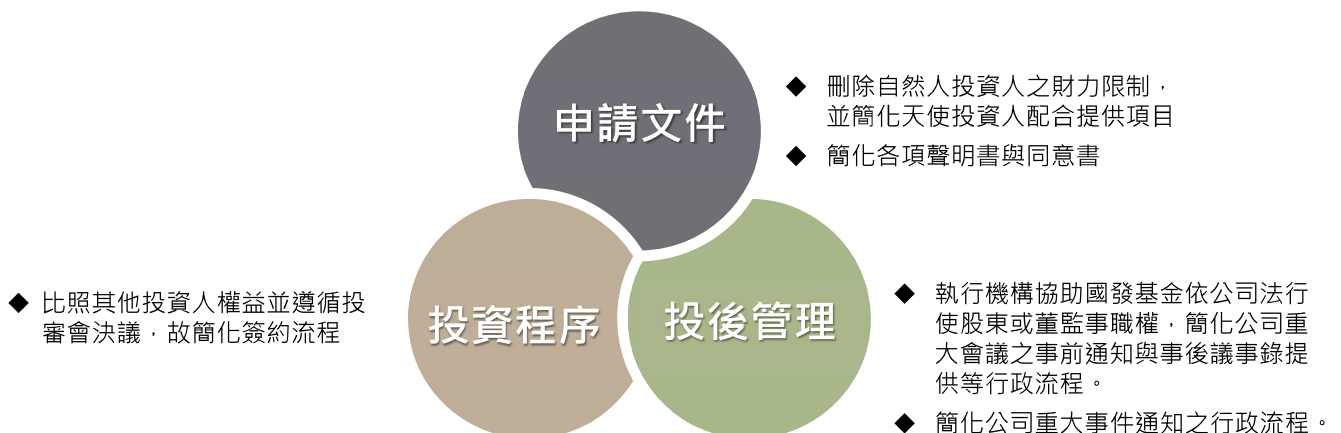 申請文件
◆ 刪除自然人投資人之財力限制，
並簡化天使投資人配合提供項目
◆ 簡化各項聲明書與同意書
投資程序
◆ 比照其他投資人權益並遵循投
審會決議，故簡化簽約流程
投後管理
◆ 執行機構協助國發基金依公司法行
使股東或董監事職權，簡化公司重
大會議之事前通知與事後議事錄提
供等行政流程。
◆ 簡化公司重大事件通知之行政流程。